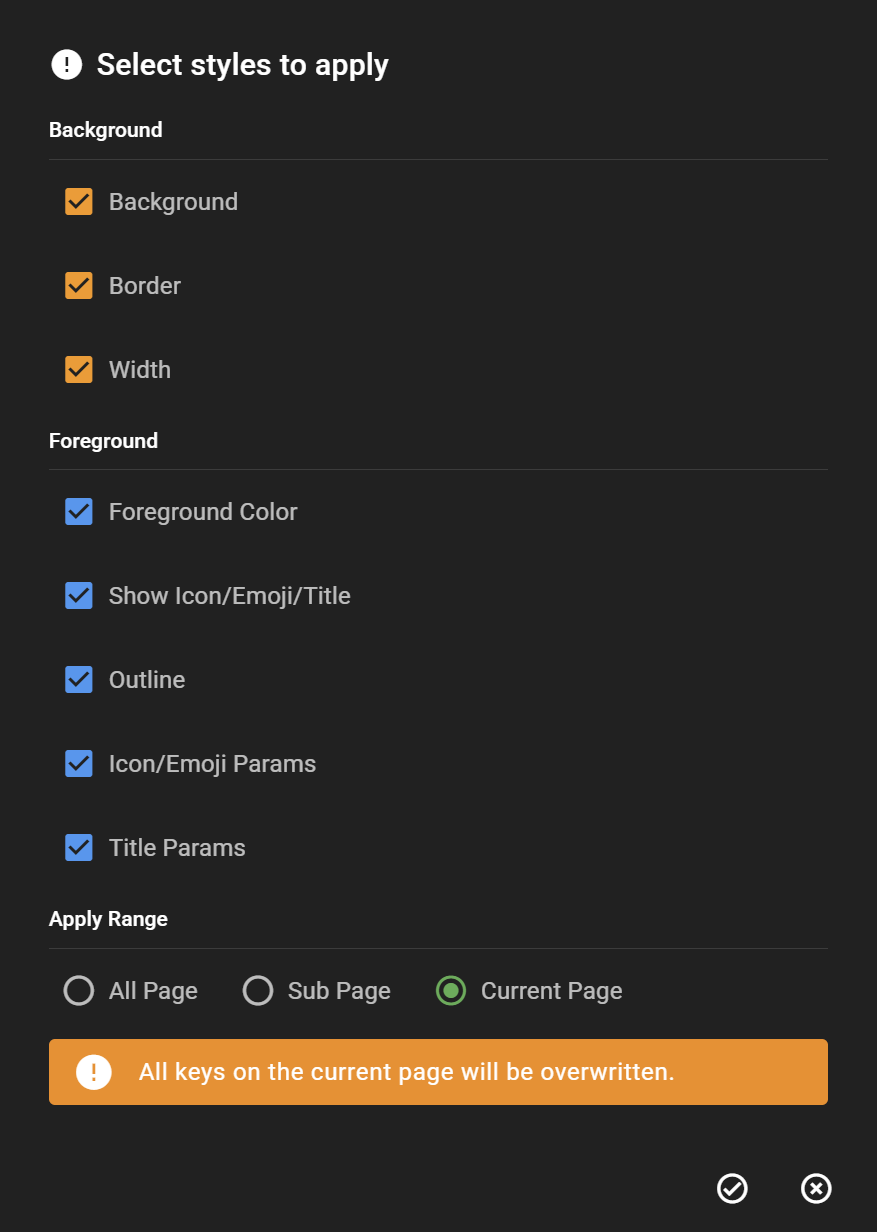 Select styles to apply
Background
Background
Border
Width
Foreground
Foreground Color
Show Icon/Emoji/Title
Outline
Icon/Emoji Params
Title Params
Apply Range
All Page Sub Page Current Page
All keys on the current page will be overwritten.